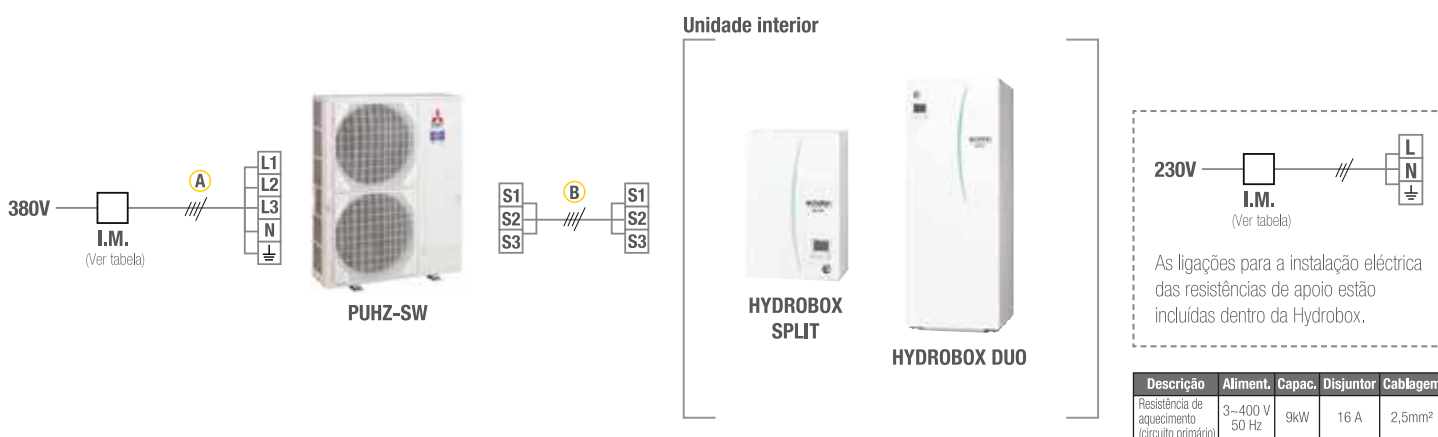 Unidade interior
380V
I.M.
(Ver tabela)
A
L1
L2
L3
N
PUHZ-SW
S1
S2
S3
B
S1
S2
S3
HYDROBOX
SPLIT
HYDROBOX DUO
230V
I.M.
(Ver tabela)
L
N
As ligações para a instalação eléctrica
das resistências de apoio estão
incluídas dentro da Hydrobox.
Descrição Aliment. Capac. Disjuntor Cablagem
Resistência de
aquecimento
(circuito primário)
3~400 V
50 Hz
9kW
16 A
2,5mm²